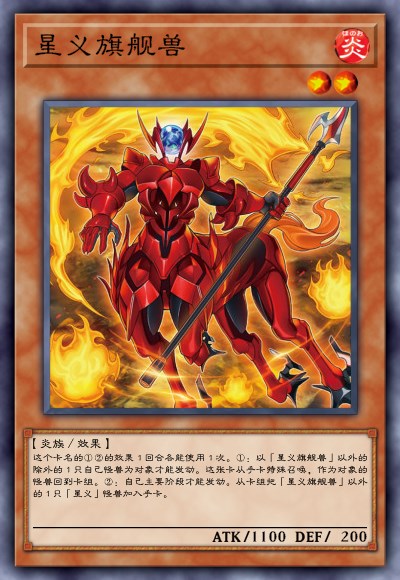 星义旗舰兽
ほのお
炎
【炎族／效果】
这个卡名的①②的效果1回合各能使用1次。①：以「星义旗舰兽」以外的
除外的1只自己怪兽为对象才能发动。这张卡从手卡特殊召唤，作为对象的
怪兽回到卡组。②：自己主要阶段才能发动。从卡组把「星义旗舰兽」以外
的1只「星义」怪兽加入手卡。
ATK/1100 DEF/ 200